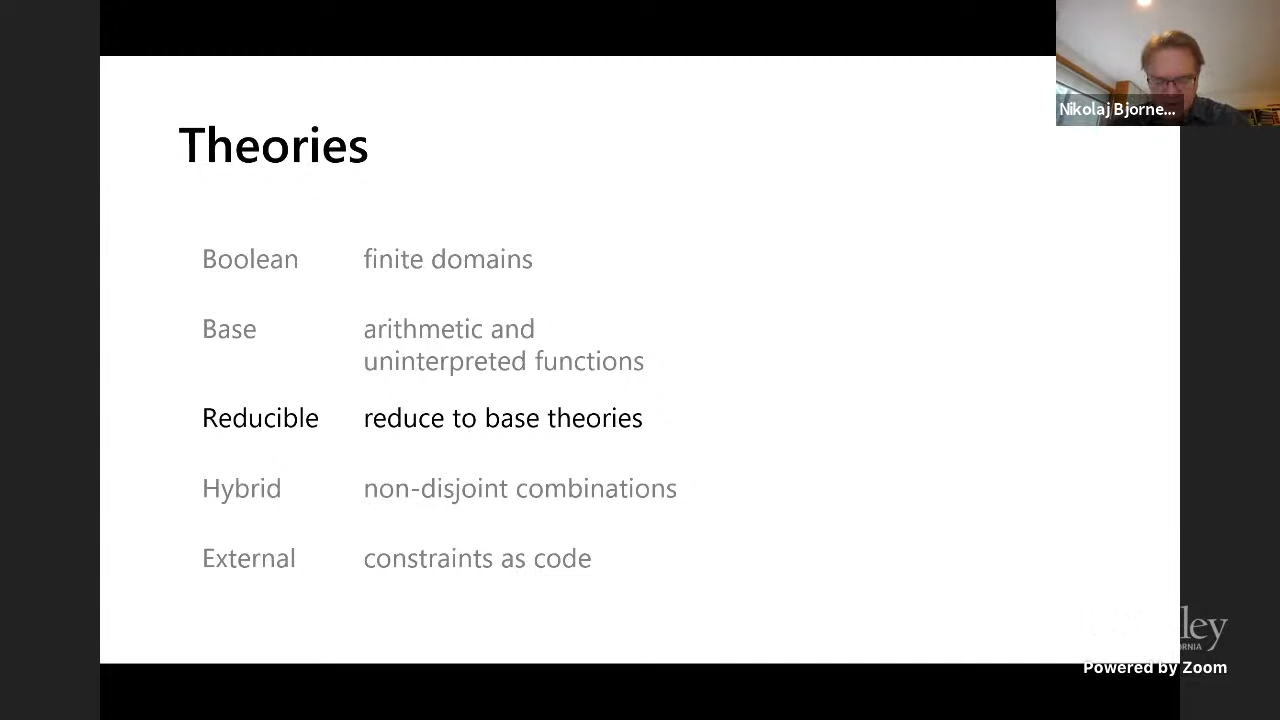 Nikolaj Bjorne...
Theories
Boolean finite domains
Base arithmetic and
uninterpreted functions
Reducible reduce to base theories
Hybrid non-disjoint combinations
External constraints as code
Powered by Zoom